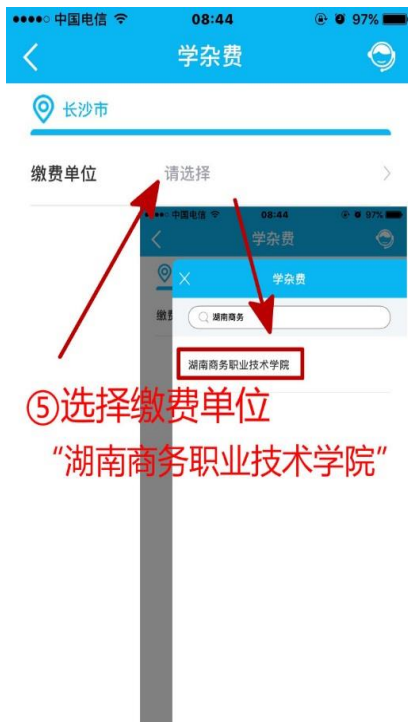 中国电信 08:44 97%
学杂费
长沙市
缴费单位 请选择
中国电信 08:44 97%
学杂费
学杂费
缴费
湖南商务
湖南商务职业技术学院
⑤选择缴费单位
“湖南商务职业技术学院”